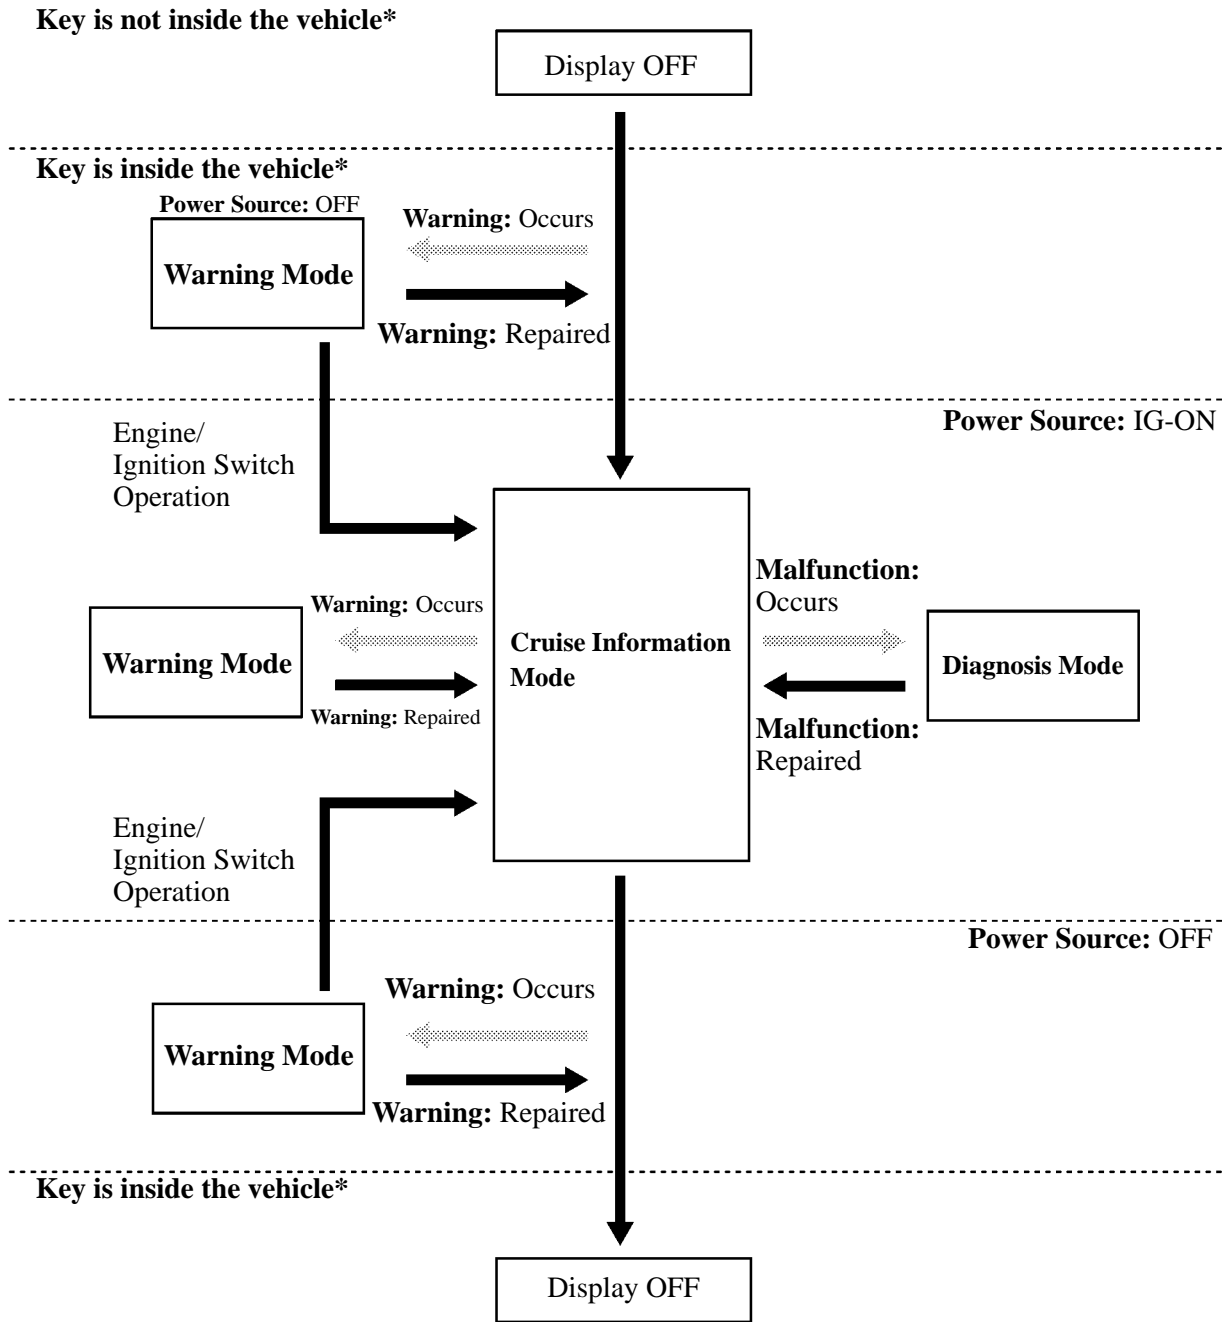 Key is not inside the vehicle*
Display OFF
Key is inside the vehicle*
Power Source: OFF
Warning: Occurs
Warning Mode
Warning: Repaired
Power Source: IG-ON
Engine/
Ignition Switch
Operation
Malfunction:
Occurs
Warning: Occurs
Cruise Information
Mode
Warning Mode
Diagnosis Mode
Warning: Repaired
Malfunction:
Repaired
Engine/
Ignition Switch
Operation
Power Source: OFF
Warning: Occurs
Warning Mode
Warning: Repaired
Key is inside the vehicle*
Display OFF